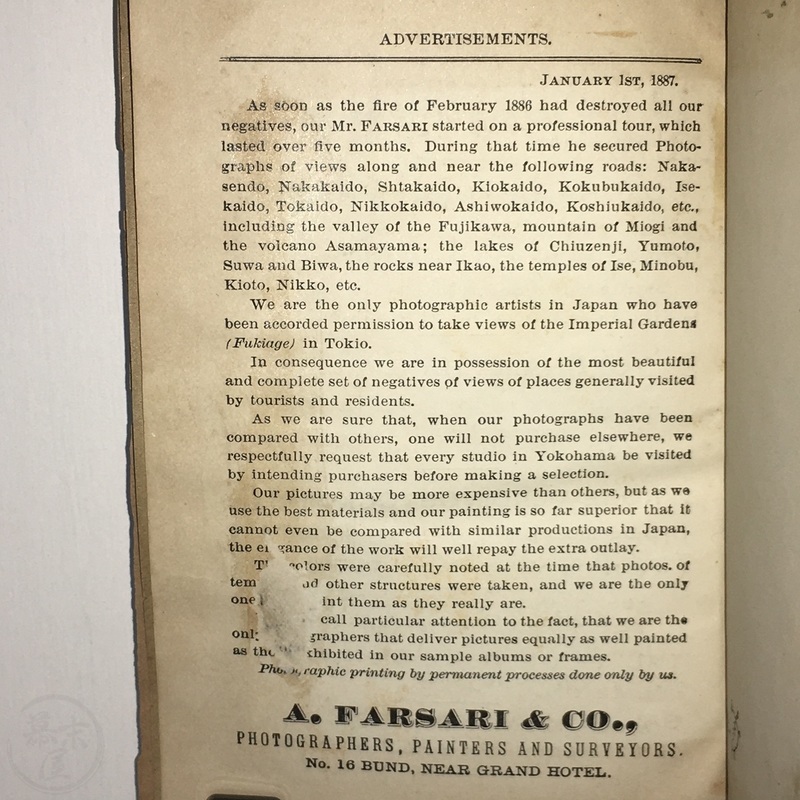 ADVERTISEMENTS.
JANUARY 1ST, 1887.
As soon as the fire of February 1886 had destroyed all our
negatives, our Mr. FARSARI started on a professional tour, which
lasted over five months. During that time he secured Photo-
graphs of views along and near the following roads: Naka-
sendo, Nakakaido, Shtakaido, Kiokaido, Kokubukaido, Ise-
kaido, Tokaido, Nikkokaido, Ashiwokaido, Koshiukaido, etc.,
including the valley of the Fujikawa, mountain of Miogi and
the volcano Asamayama; the lakes of Chiuzenji, Yumoto,
Suwa and Biwa, the rocks near Ikao, the temples of Ise, Minobu,
Kioto, Nikko, etc.
We are the only photographic artists in Japan who have
been accorded permission to take views of the Imperial Gardens
(Fukiage) in Tokio.
In consequence we are in possession of the most beautiful
and complete set of negatives of views of places generally visited
by tourists and residents.
As we are sure that, when our photographs have been
compared with others, one will not purchase elsewhere, we
respectfully request that every studio in Yokohama be visited
by intending purchasers before making a selection.
Our pictures may be more expensive than others, but as we
use the best materials and our painting is so far superior that it
cannot even be compared with similar productions in Japan,
the of the work will well repay the extra outlay.
were carefully noted at the time that photos. of
tem other structures were taken, and we are the only
one int them as they really are.
call particular attention to the fact, that we are the
graphers that deliver pictures equally as well painted
as hibited in our sample albums or frames.
raphic printing by permanent processes done only by us.
A. FARSARI & CO.,
PHOTOGRAPHERS, PAINTERS AND SURVEYORS.
No. 16 BUND, NEAR GRAND HOTEL.